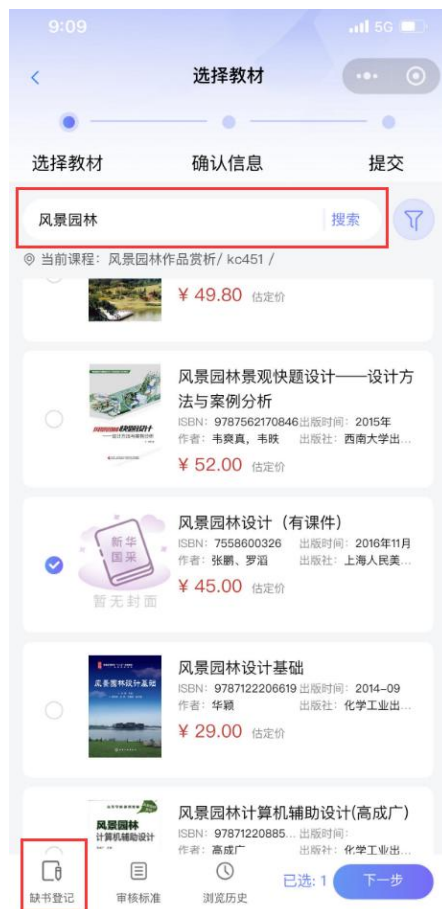 9:09
5G
选择教材
选择教材
确认信息
提交
风景园林
搜索
当前课程：风景园林作品赏析/ kc451 /
¥ 49.80 估定价
风景园林景观快题设计——设计方
法与案例分析
ISBN：9787562170846 出版时间：2015年
作者：韦爽真，韦昳 出版社：西南大学出...
¥ 52.00 估定价
新华
国采
暂无封面
风景园林设计（有课件）
ISBN：7558600326 出版时间：2016年11月
作者：张鹏、罗滔 出版社：上海人民美...
¥ 45.00 估定价
风景园林设计基础
风景园林设计基础
ISBN：9787122206619 出版时间：2014-09
作者：华颖 出版社：化学工业出...
¥ 29.00 估定价
风景园林
计算机辅助设计
风景园林计算机辅助设计(高成广)
ISBN：97871220885... 出版时间：
作者：高成广 出版社：化学工业出...
缺书登记
审核标准
浏览历史
已选: 1
下一步